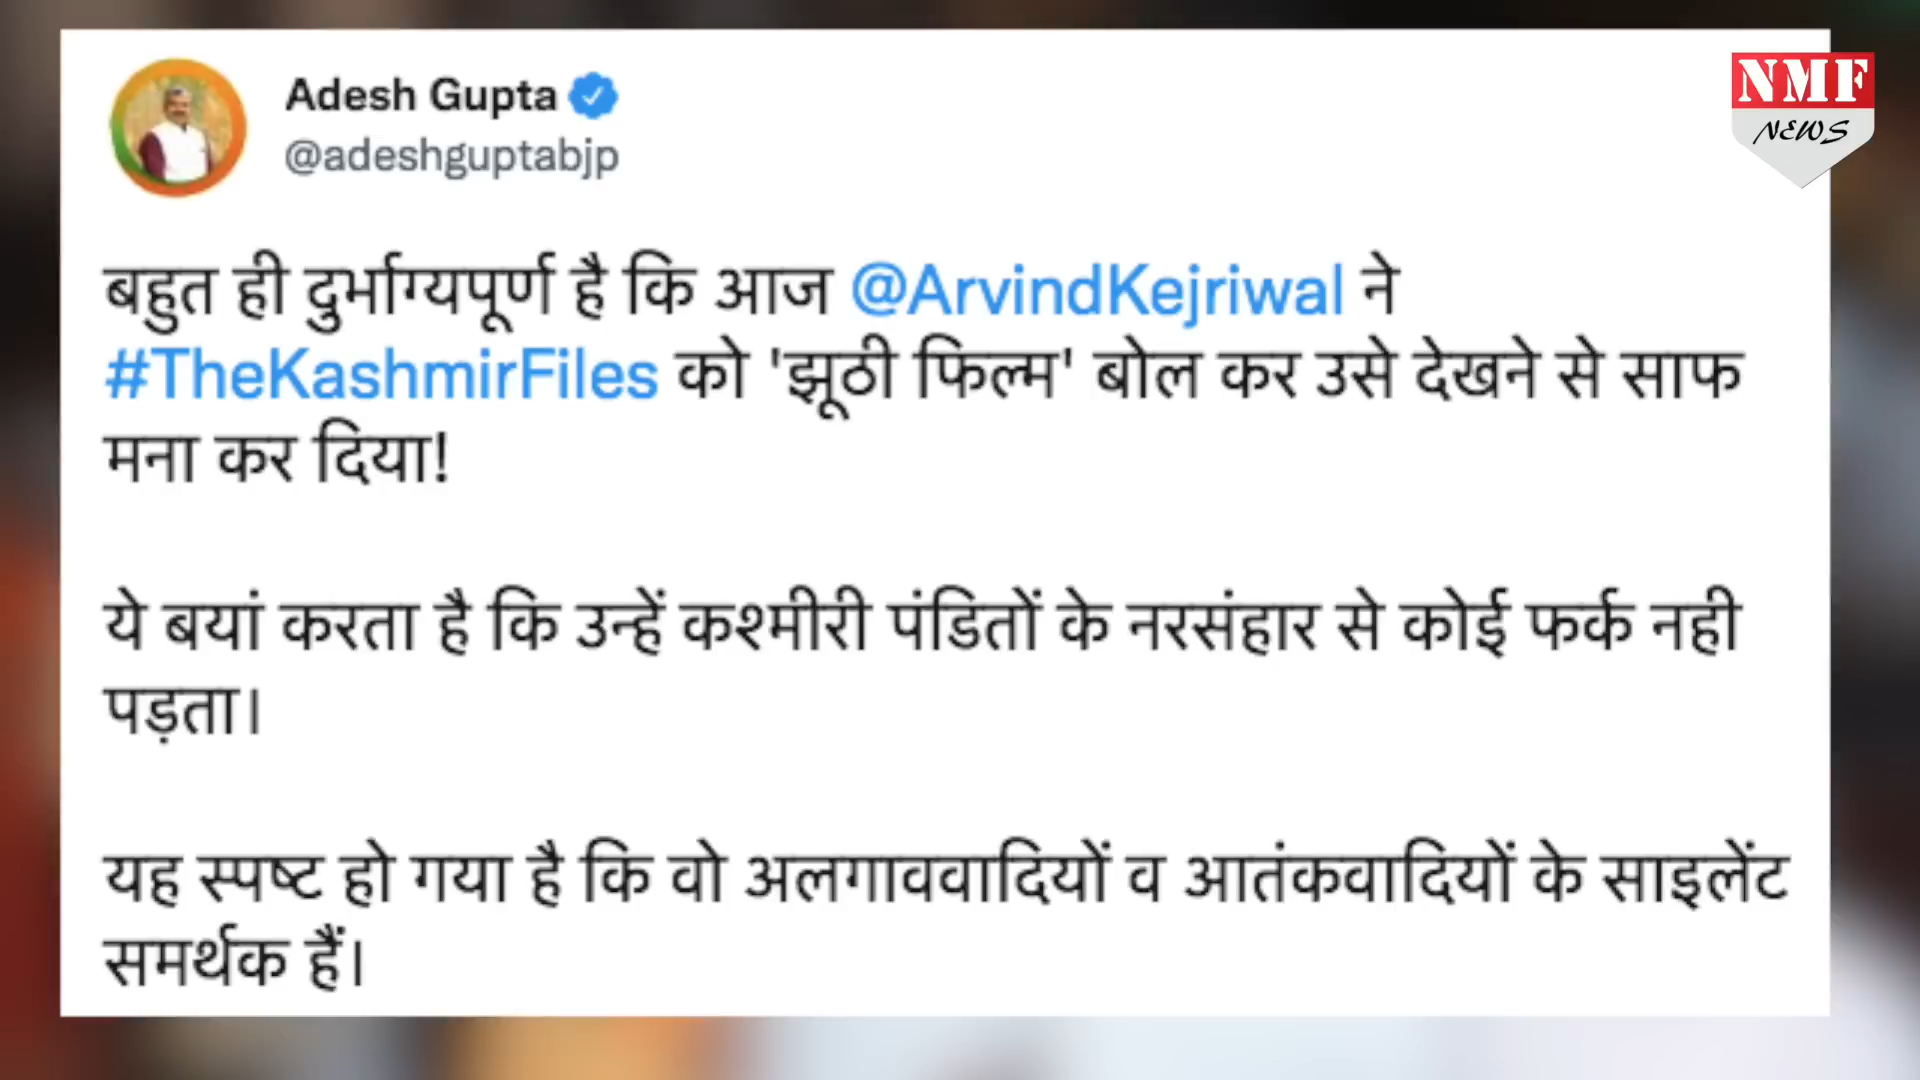 Adesh Gupta
@adeshguptabjp
NMF
NEWS
बहुत ही दुर्भाग्यपूर्ण है कि आज @ArvindKejriwal ने
#TheKashmirFiles को 'झूठी फिल्म' बोल कर उसे देखने से साफ
मना कर दिया!
ये बयां करता है कि उन्हें कश्मीरी पंडितों के नरसंहार से कोई फर्क नही
पड़ता।
यह स्पष्ट हो गया है कि वो अलगाववादियों व आतंकवादियों के साइलेंट
समर्थक हैं।